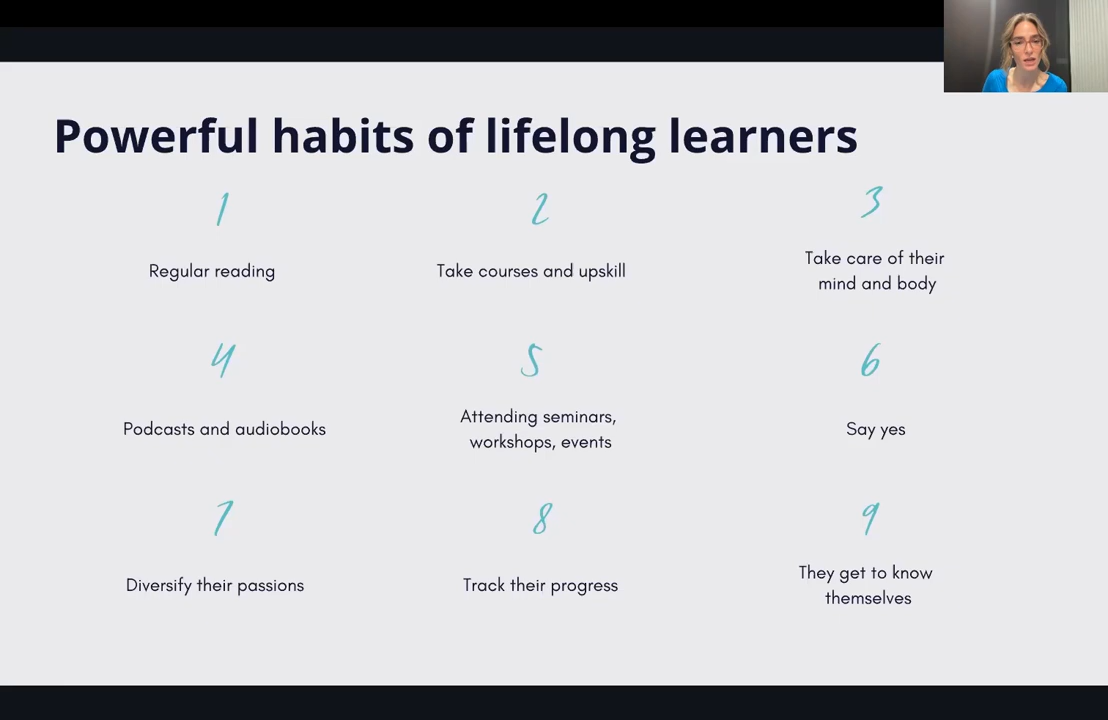 Powerful habits of lifelong learners
1
2
3
Regular reading
Take courses and upskill
Take care of their
mind and body
4
5
6
Podcasts and audiobooks
Attending seminars,
workshops, events
Say yes
7
8
9
Diversify their passions
Track their progress
They get to know
themselves